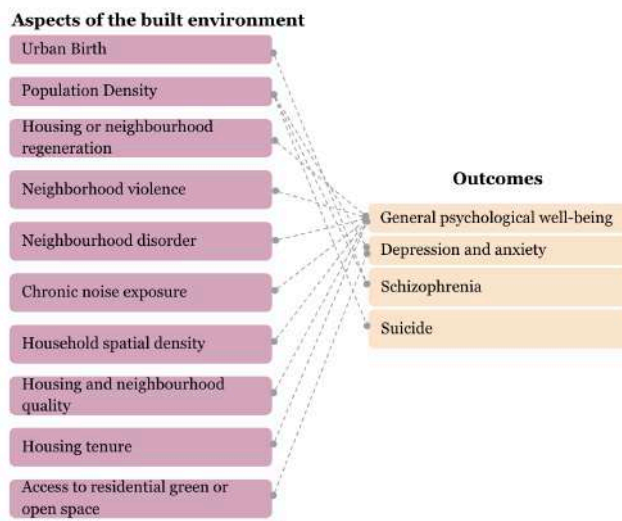 Aspects of the built environment
Urban Birth
Population Density
Housing or neighbourhood
regeneration
Neighborhood violence
Neighbourhood disorder
Chronic noise exposure
Household spatial density
Housing and neighbourhood
quality
Housing tenure
Access to residential green or
open space
Outcomes
General psychological well-being
Depression and anxiety
Schizophrenia
Suicide